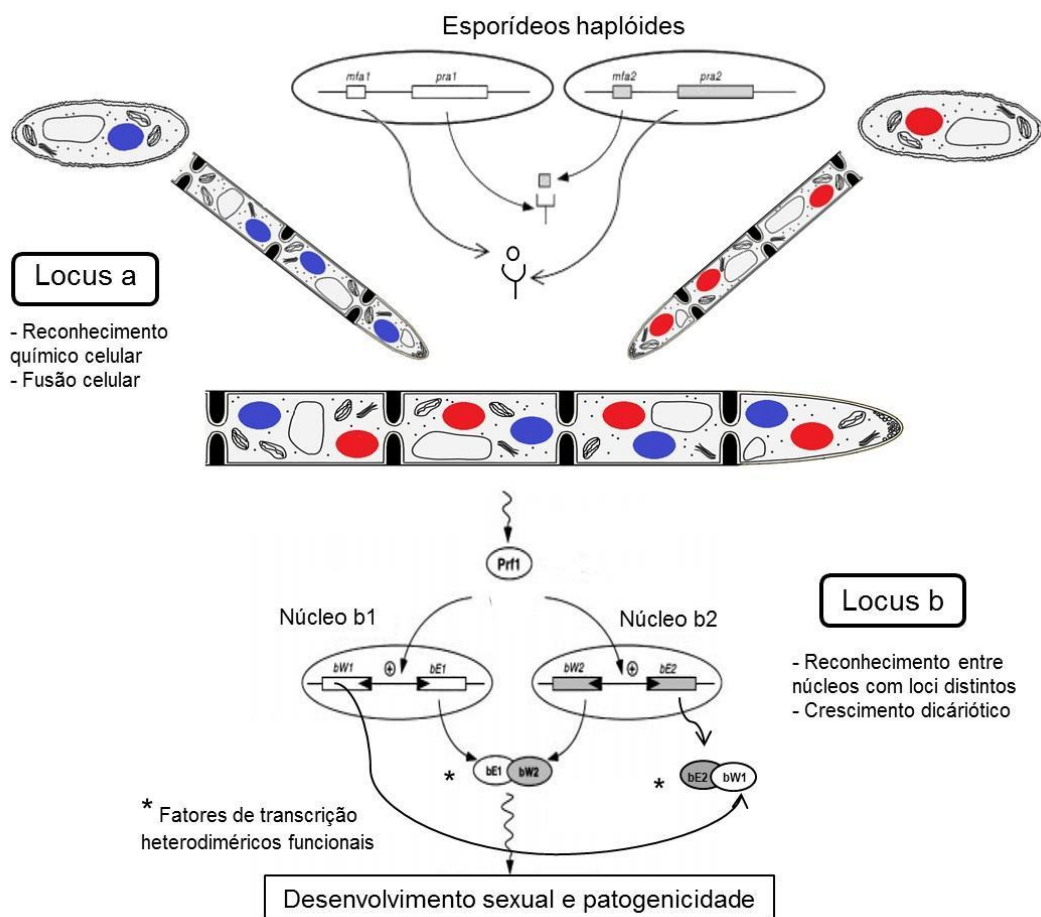 Esporídeos haplóides
mfa1 pra1
mfa2 pra2
Locus a
- Reconhecimento
químico celular
- Fusão celular
Prf1
Núcleo b1
Núcleo b2
Locus b
bW1 + bE1
bW2 + bE2
- Reconhecimento entre
núcleos com loci distintos
- Crescimento dicáriótico
* bE1 bW2
* bE2 bW1
* Fatores de transcrição
heterodiméricos funcionais
Desenvolvimento sexual e patogenicidade